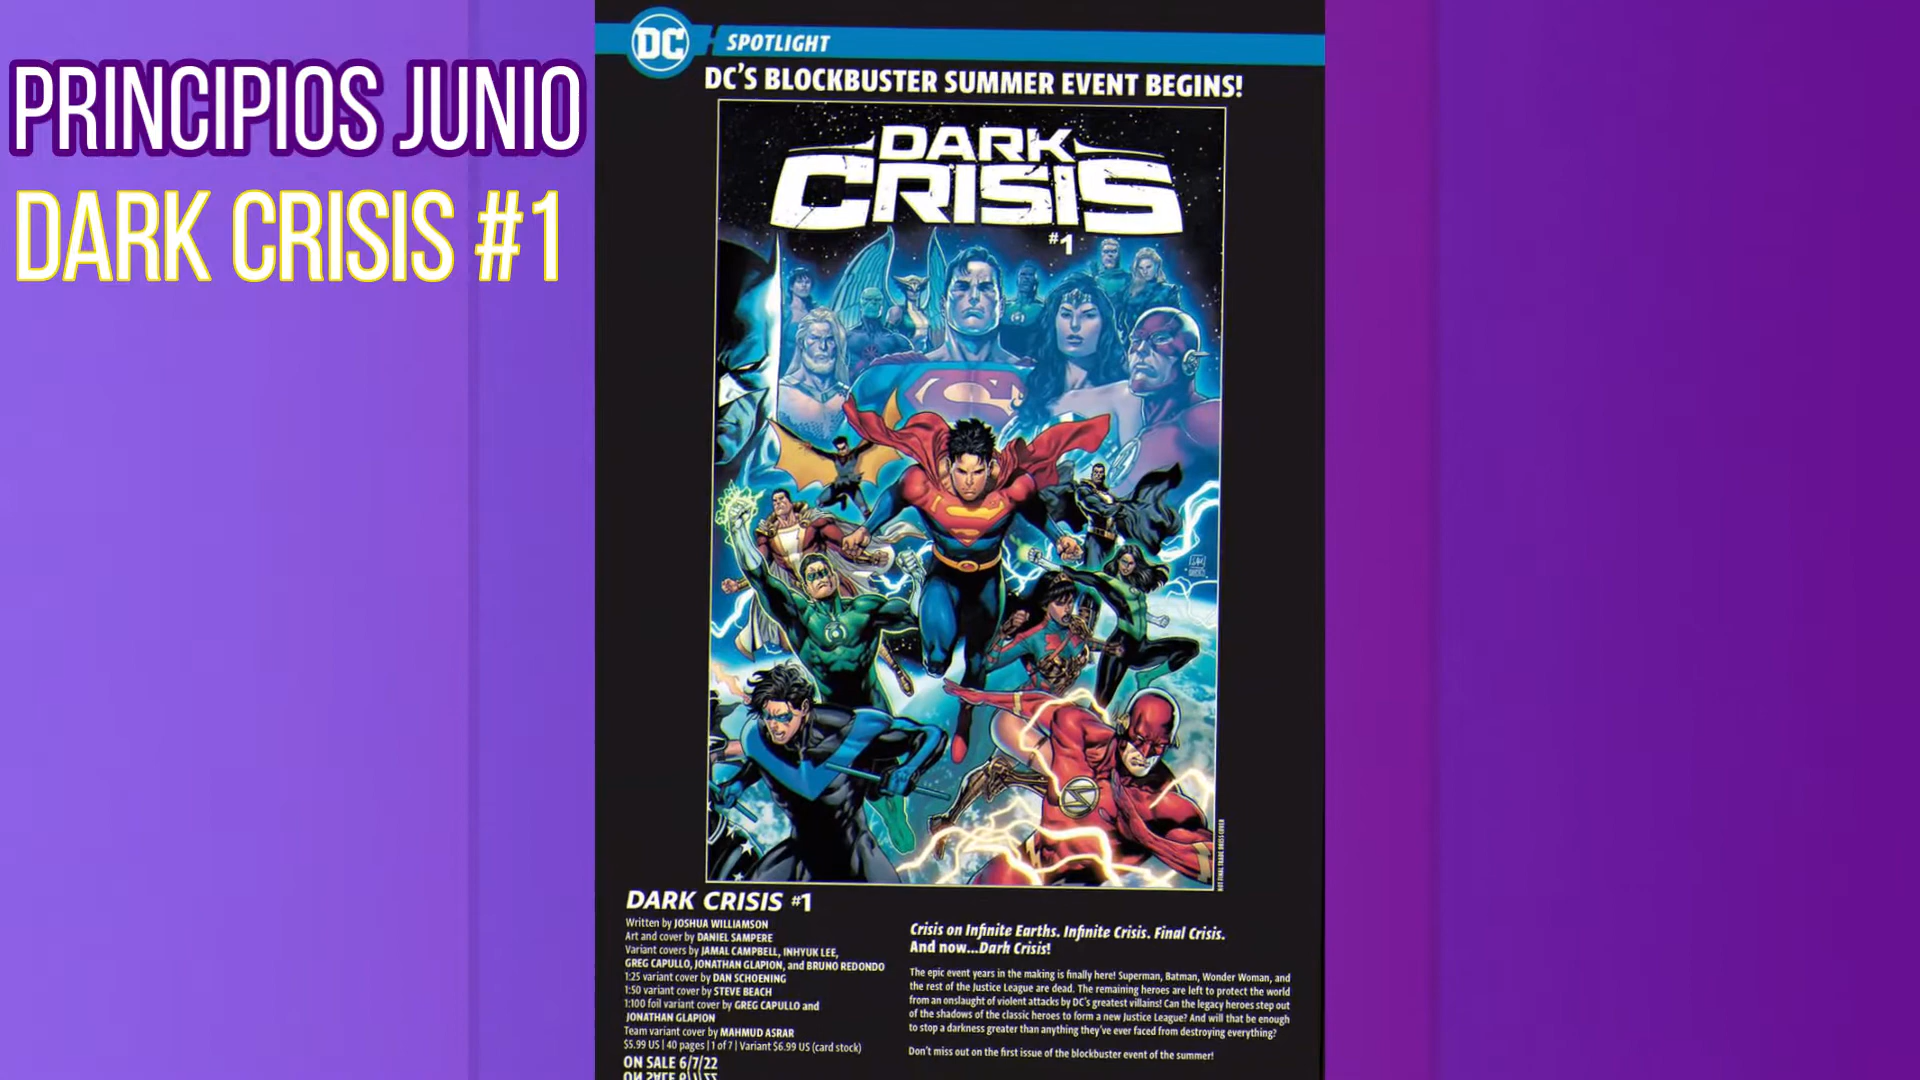 PRINCIPIOS JUNIO
DARK CRISIS #1
DC SPOTLIGHT
DC'S BLOCKBUSTER SUMMER EVENT BEGINS!
DARK
CRISIS
#1
NOT FINAL TRADE DRESS COVER
DARK CRISIS #1
Written by JOSHUA WILLIAMSON
Art and cover by DANIEL SAMPERE
Variant covers by JAMAL CAMPBELL, INHYUK LEE,
GREG CAPULLO, JONATHAN GLAPION, and BRUNO REDONDO
1:25 variant cover by DAN SCHOENING
1:50 variant cover by STEVE BEACH
1:100 foil variant cover by GREG CAPULLO and
JONATHAN GLAPION
Team variant cover by MAHMUD ASRAR
$5.99 US | 40 pages | 1 of 7 | Variant $6.99 US (card stock)
ON SALE 6/7/22
Crisis on Infinite Earths. Infinite Crisis. Final Crisis.
And now...Dark Crisis!
The epic event years in the making is finally here! Superman, Batman, Wonder Woman, and
the rest of the Justice League are dead. The remaining heroes are left to protect the world
from an onslaught of violent attacks by DC's greatest villains! Can the legacy heroes step out
of the shadows of the classic heroes to form a new Justice League? And will that be enough
to stop a darkness greater than anything they've ever faced from destroying everything?
Don't miss out on the first issue of the blockbuster event of the summer!